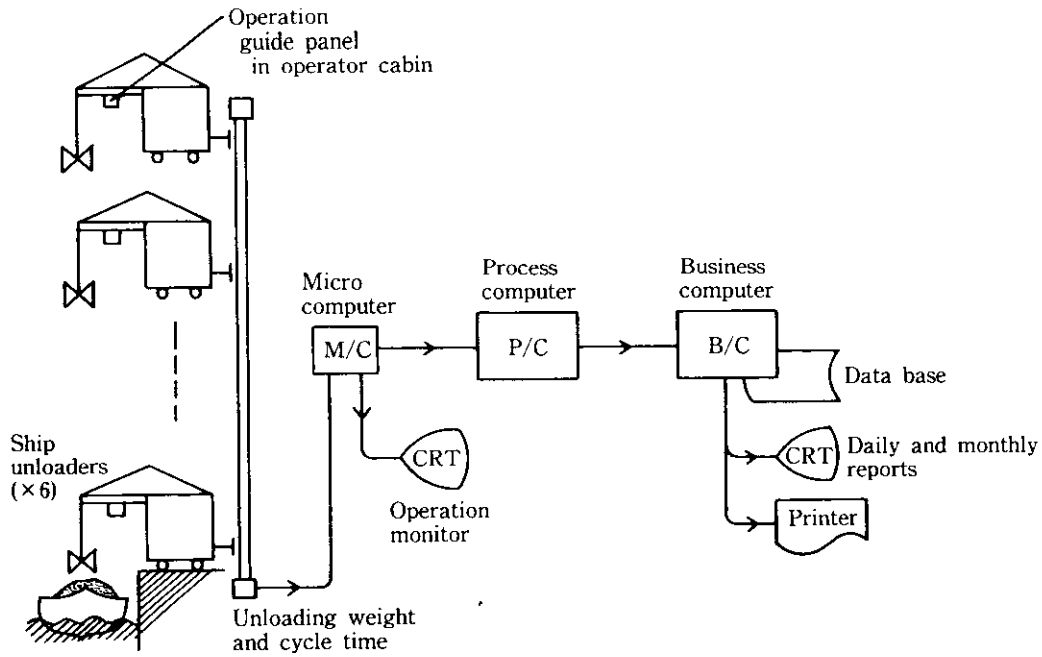 Operation
guide panel
in operator cabin
Micro
computer
Process
computer
Business
computer
M/C
P/C
B/C
Data base
Ship
unloaders
(×6)
CRT
Operation
monitor
CRT
Daily and monthly
reports
Printer
Unloading weight
and cycle time